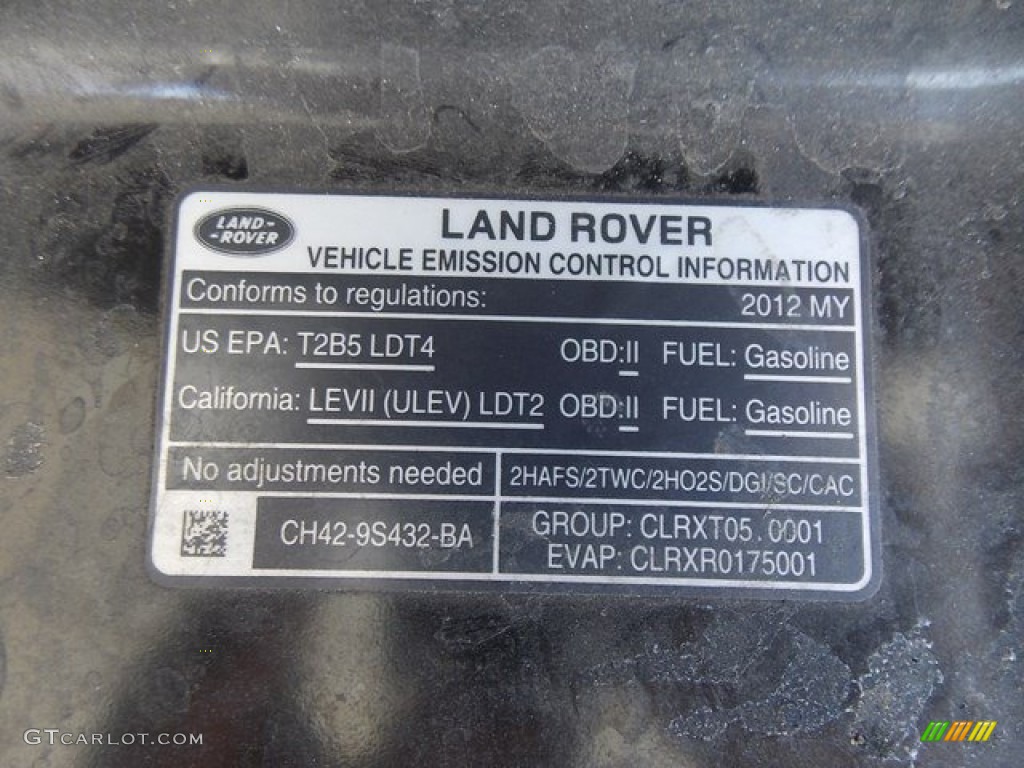 LAND-
-ROVER
LAND ROVER
VEHICLE EMISSION CONTROL INFORMATION
Conforms to regulations: 2012 MY
US EPA: T2B5 LDT4 OBD:II FUEL: Gasoline
California: LEVII (ULEV) LDT2 OBD:II FUEL: Gasoline
No adjustments needed 2HAFS/2TWC/2HO2S/DGI/SC/CAC
CH42-9S432-BA
GROUP: CLRXT05.0001
EVAP: CLRXR0175001
GTCARLOT.COM